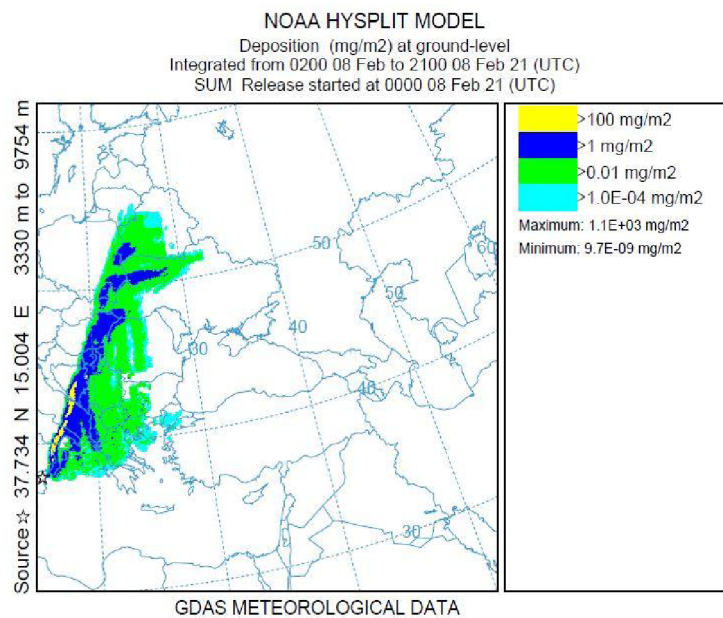 NOAA HYSPLIT MODEL
Deposition (mg/m2) at ground-level
Integrated from 0200 08 Feb to 2100 08 Feb 21 (UTC)
SUM Release started at 0000 08 Feb 21 (UTC)
Source ☆ 37.734 N 15.004 E 3330 m to 9754 m
>100 mg/m2
>1 mg/m2
>0.01 mg/m2
>1.0E-04 mg/m2
Maximum: 1.1E+03 mg/m2
Minimum: 9.7E-09 mg/m2
50
60
50
40
30
40
30
GDAS METEOROLOGICAL DATA